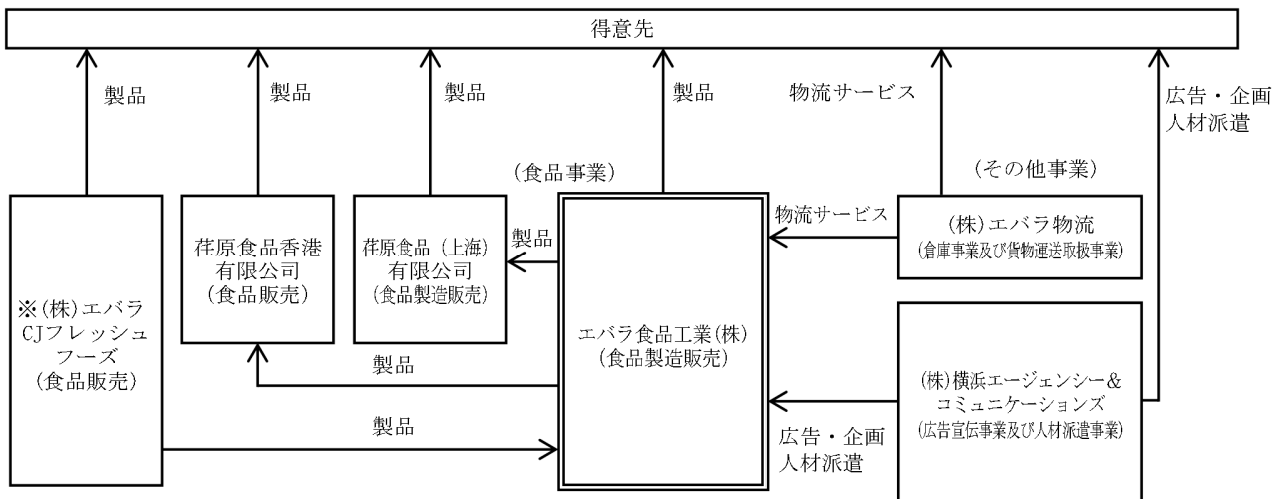 得意先
製品
製品
製品
製品
物流サービス
広告・企画
人材派遣
(食品事業)
(その他事業)
※(株)エバラ
CJフレッシュ
フーズ
(食品販売)
荏原食品香港
有限公司
(食品販売)
荏原食品(上海)
有限公司
(食品製造販売)
製品
エバラ食品工業(株)
(食品製造販売)
物流サービス
(株)エバラ物流
(倉庫事業及び貨物運送取扱事業)
製品
製品
広告・企画
人材派遣
(株)横浜エージェンシー&
コミュニケーションズ
(広告宣伝事業及び人材派遣事業)